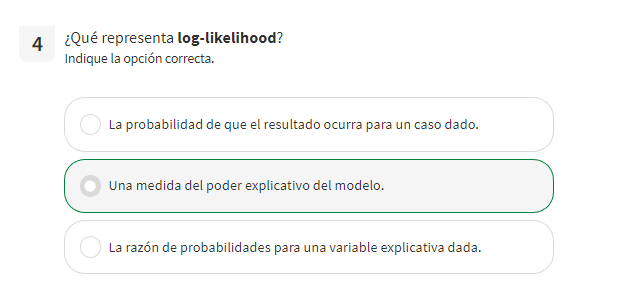 4
¿Qué representa log-likelihood?
Indique la opción correcta.
La probabilidad de que el resultado ocurra para un caso dado.
Una medida del poder explicativo del modelo.
La razón de probabilidades para una variable explicativa dada.